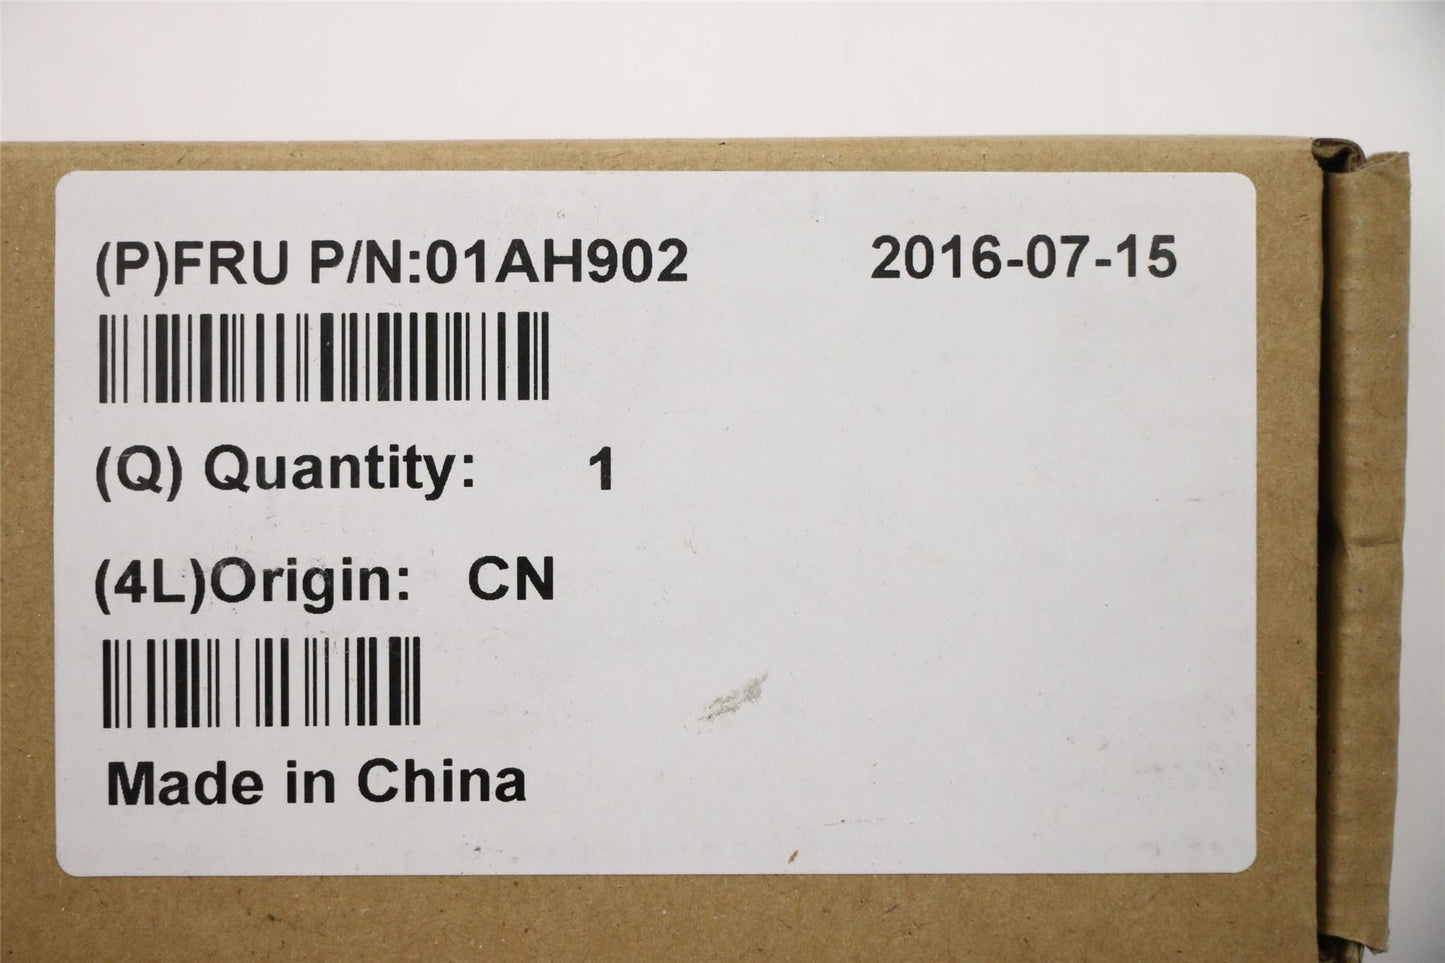 (P)FRU P/N:01AH902 2016-07-15
(Q) Quantity: 1
(4L)Origin: CN
Made in China